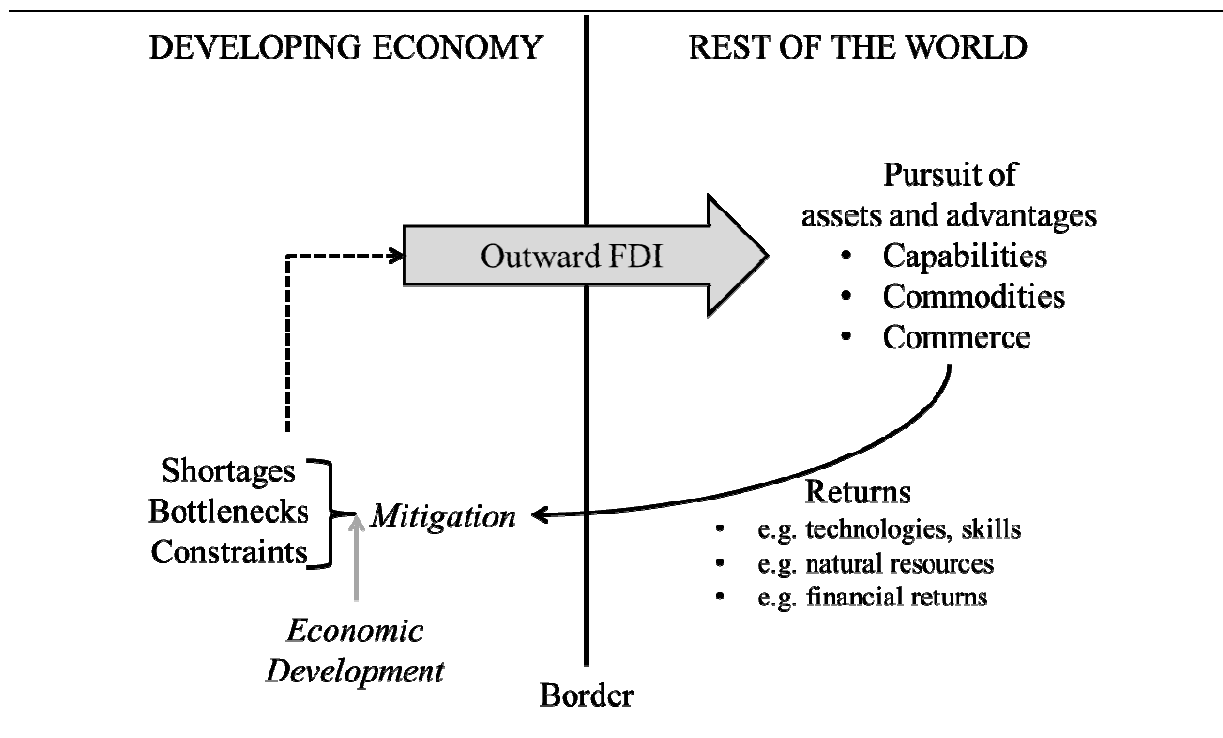 DEVELOPING ECONOMY
REST OF THE WORLD
Pursuit of
assets and advantages
• Capabilities
• Commodities
• Commerce
Outward FDI
Shortages
Bottlenecks
Constraints
Mitigation
Returns
• e.g. technologies, skills
• e.g. natural resources
• e.g. financial returns
Economic
Development
Border